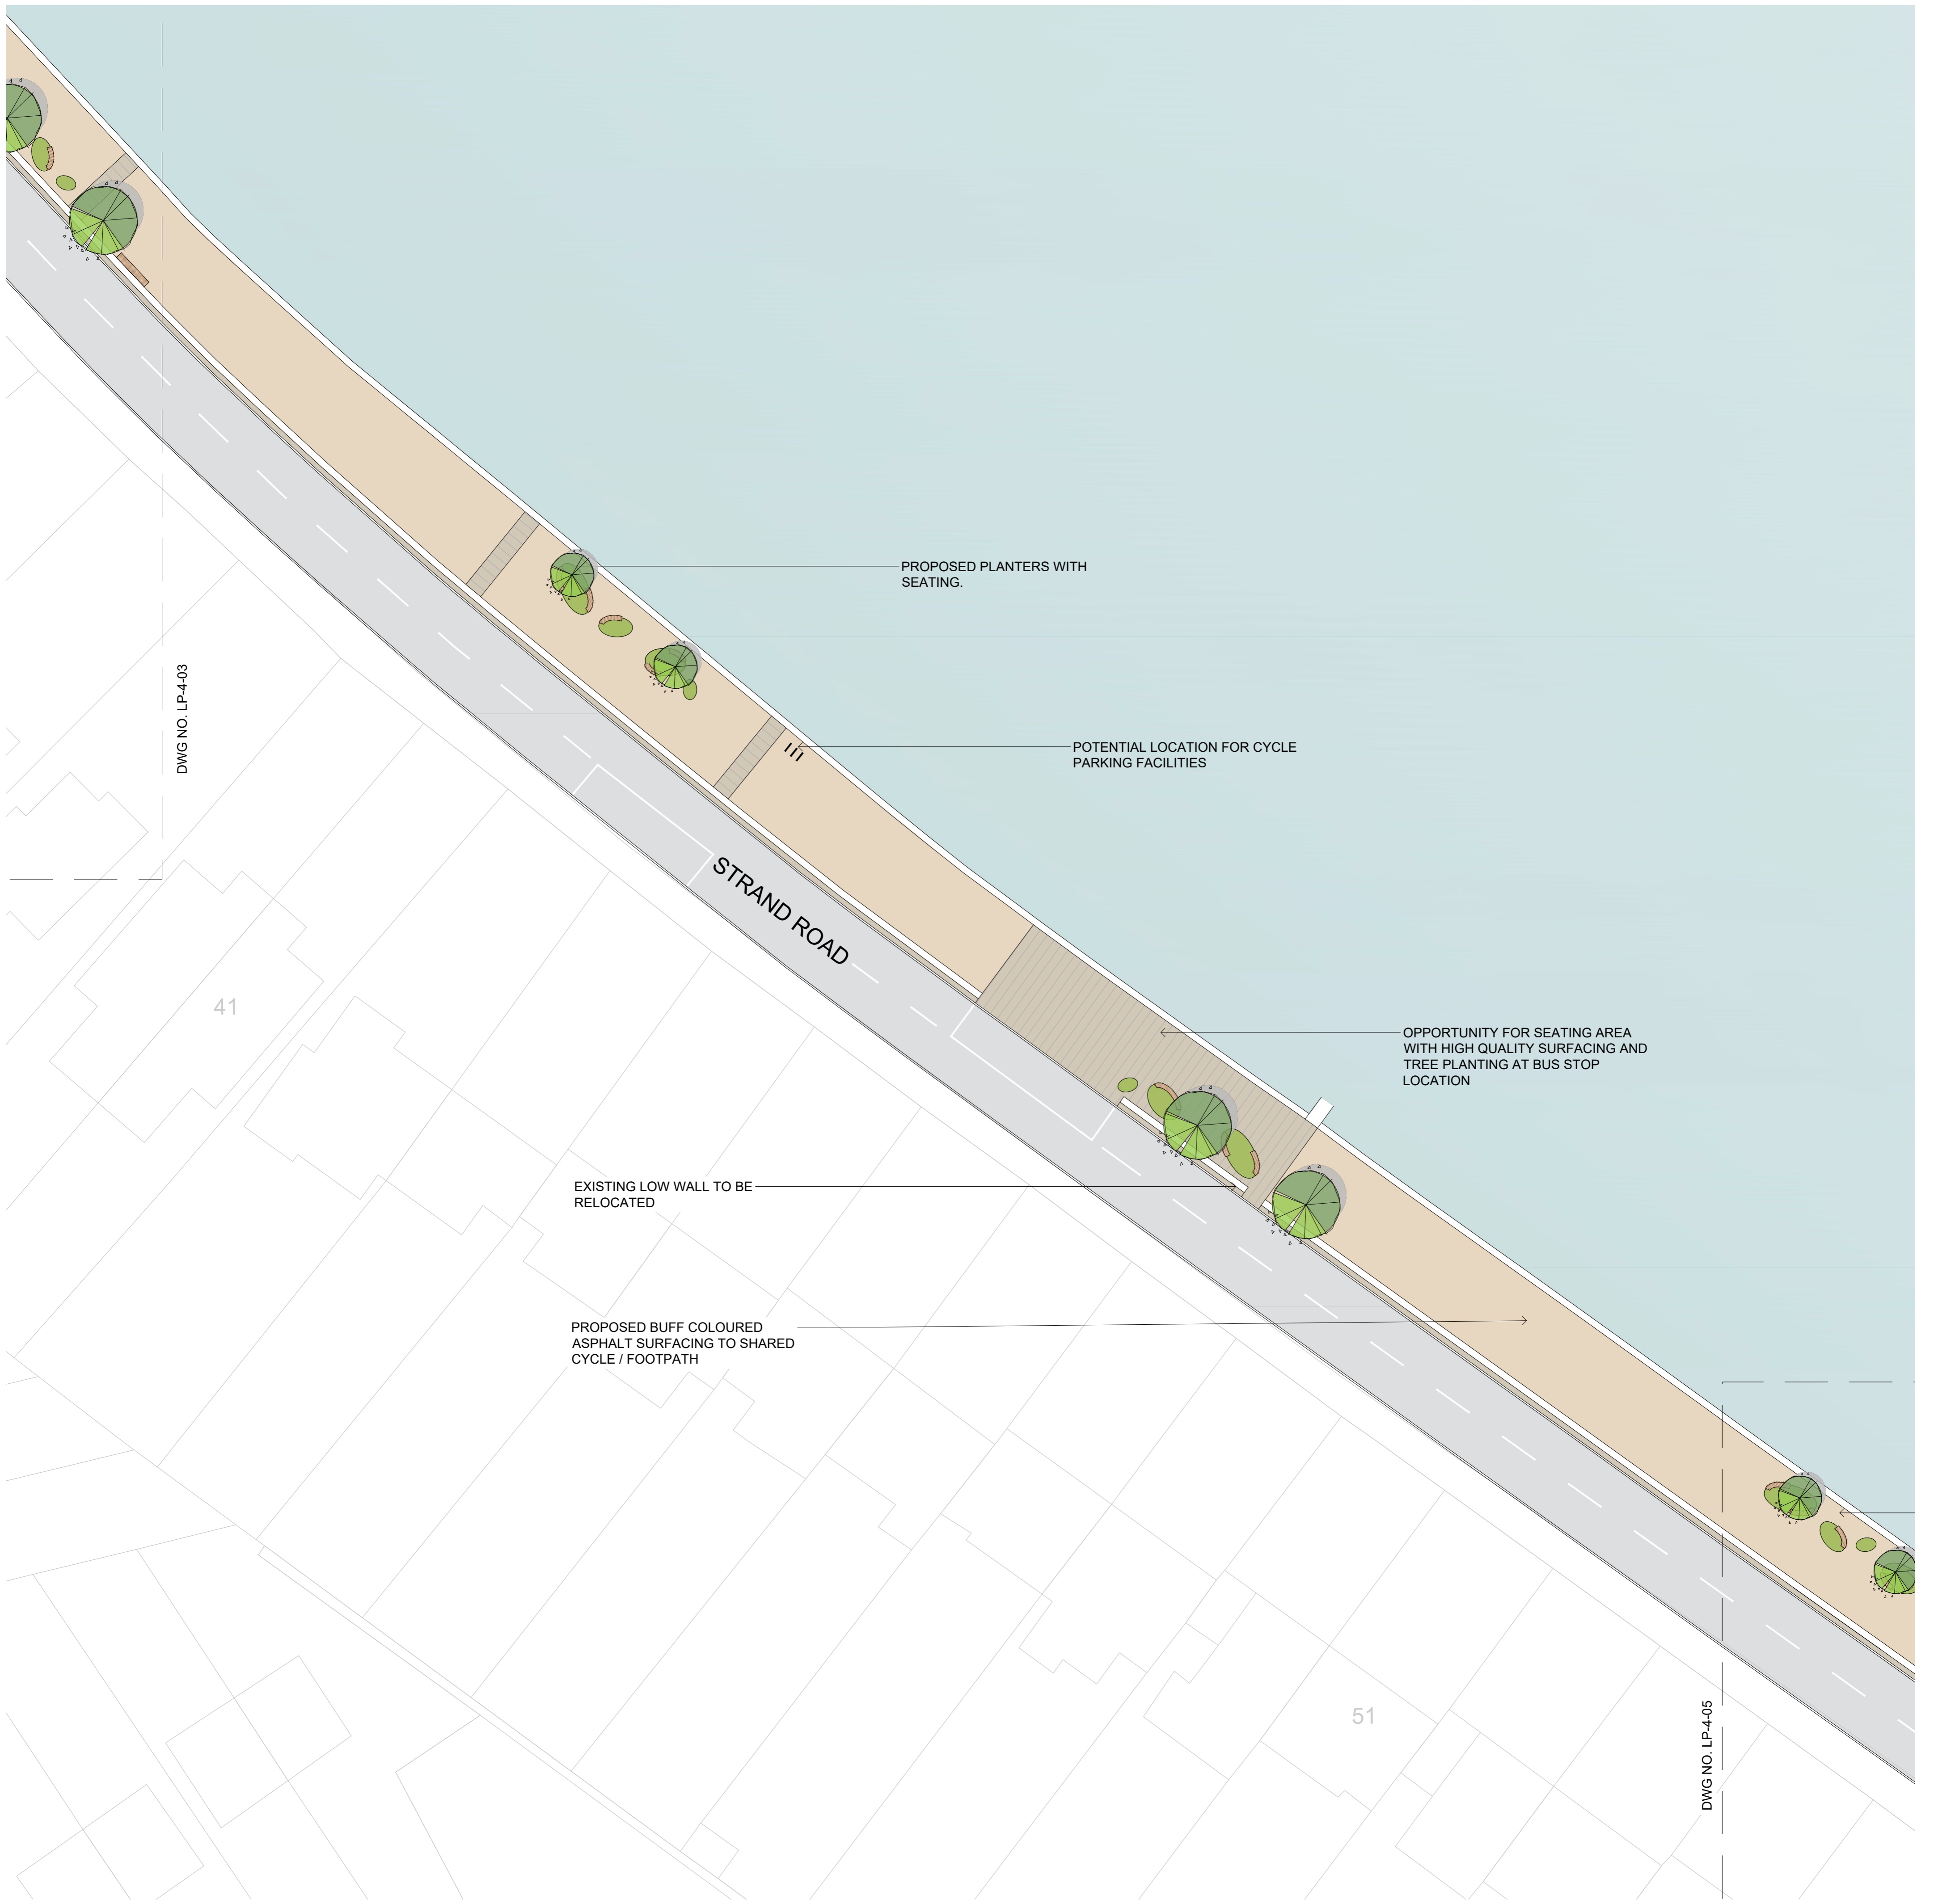 PROPOSED PLANTERS WITH
SEATING.
DWG NO. LP-4-03
POTENTIAL LOCATION FOR CYCLE
PARKING FACILITIES
STRAND ROAD
41
OPPORTUNITY FOR SEATING AREA
WITH HIGH QUALITY SURFACING AND
TREE PLANTING AT BUS STOP
LOCATION
EXISTING LOW WALL TO BE
RELOCATED
PROPOSED BUFF COLOURED
ASPHALT SURFACING TO SHARED
CYCLE / FOOTPATH
51
DWG NO. LP-4-05